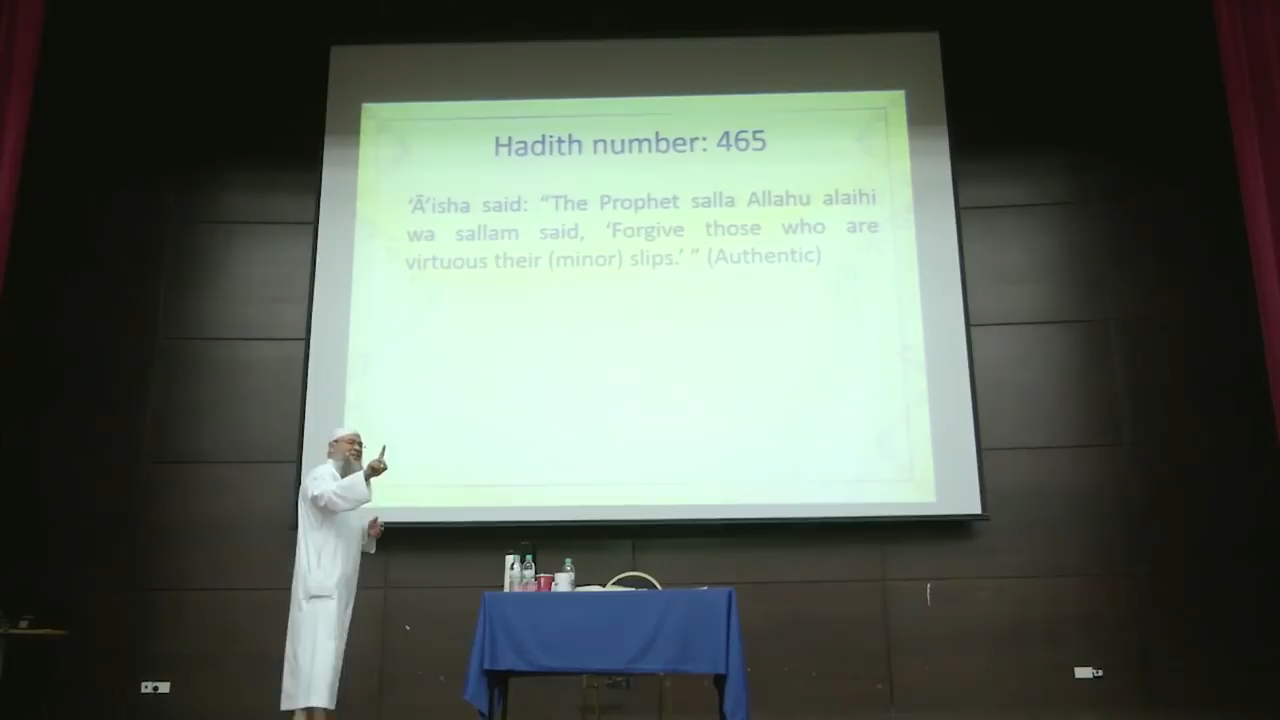 Hadith number: 465
‘Ā’isha said: “The Prophet salla Allahu alaihi
wa sallam said, ‘Forgive those who are
virtuous their (minor) slips.’ ” (Authentic)